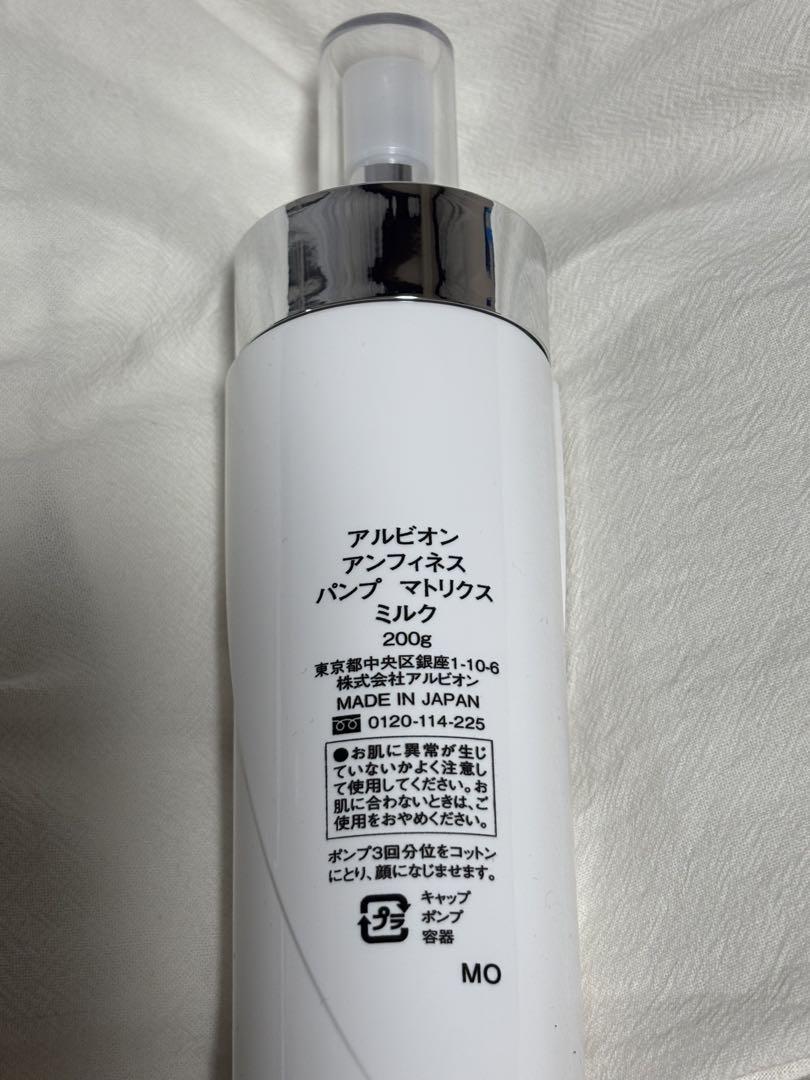 アルビオン
アンフィネス
パンプ マトリクス
ミルク
200g
東京都中央区銀座1-10-6
株式会社アルビオン
MADE IN JAPAN
0120-114-225
●お肌に異常が生じ
ていないかよく注意し
て使用してください。お
肌に合わないときは、ご
使用をおやめください。
ポンプ3回分位をコットン
にとり、顔になじませます。
プラ
キャップ
ポンプ
容器
MO